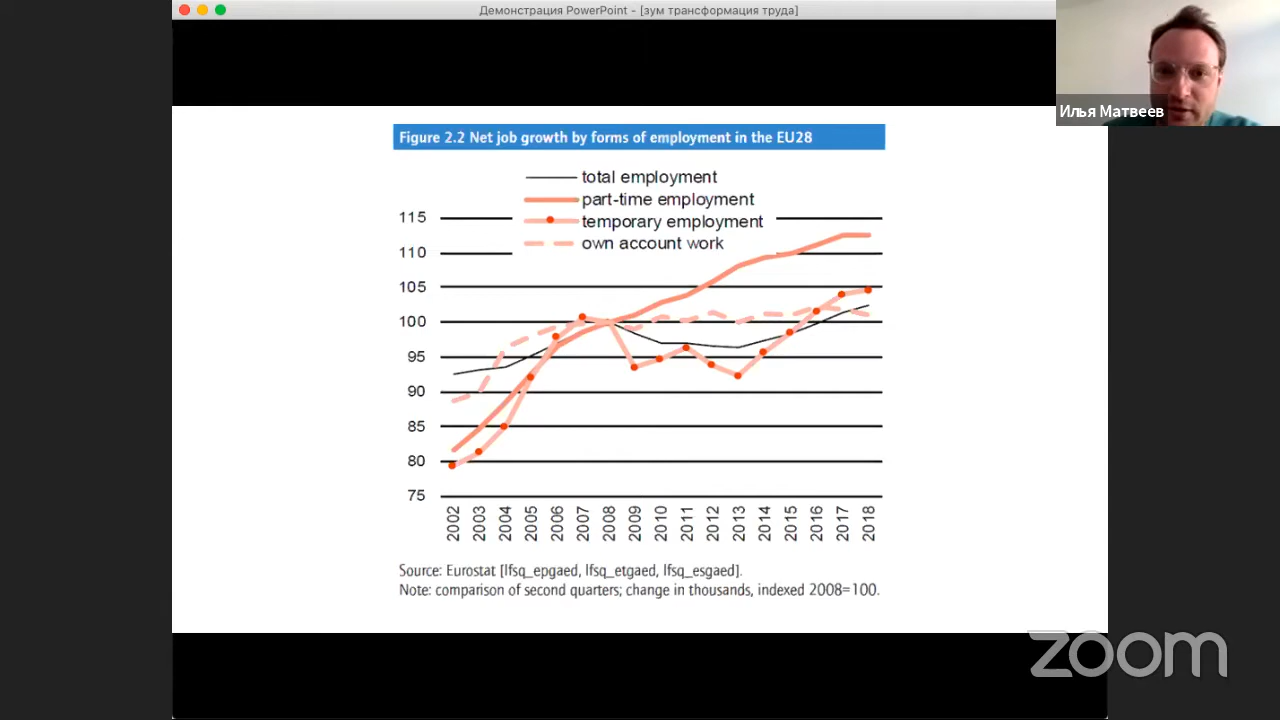 Демонстрация PowerPoint - [зум трансформация труда]
Илья Матвеев
Figure 2.2 Net job growth by forms of employment in the EU28
total employment
part-time employment
temporary employment
own account work
115
110
105
100
95
90
85
80
75
2002 2003 2004 2005 2006 2007 2008 2009 2010 2011 2012 2013 2014 2015 2016 2017 2018
Source: Eurostat [lfsq_epgaed, lfsq_etgaed, lfsq_esgaed].
Note: comparison of second quarters; change in thousands, indexed 2008=100.
zoom